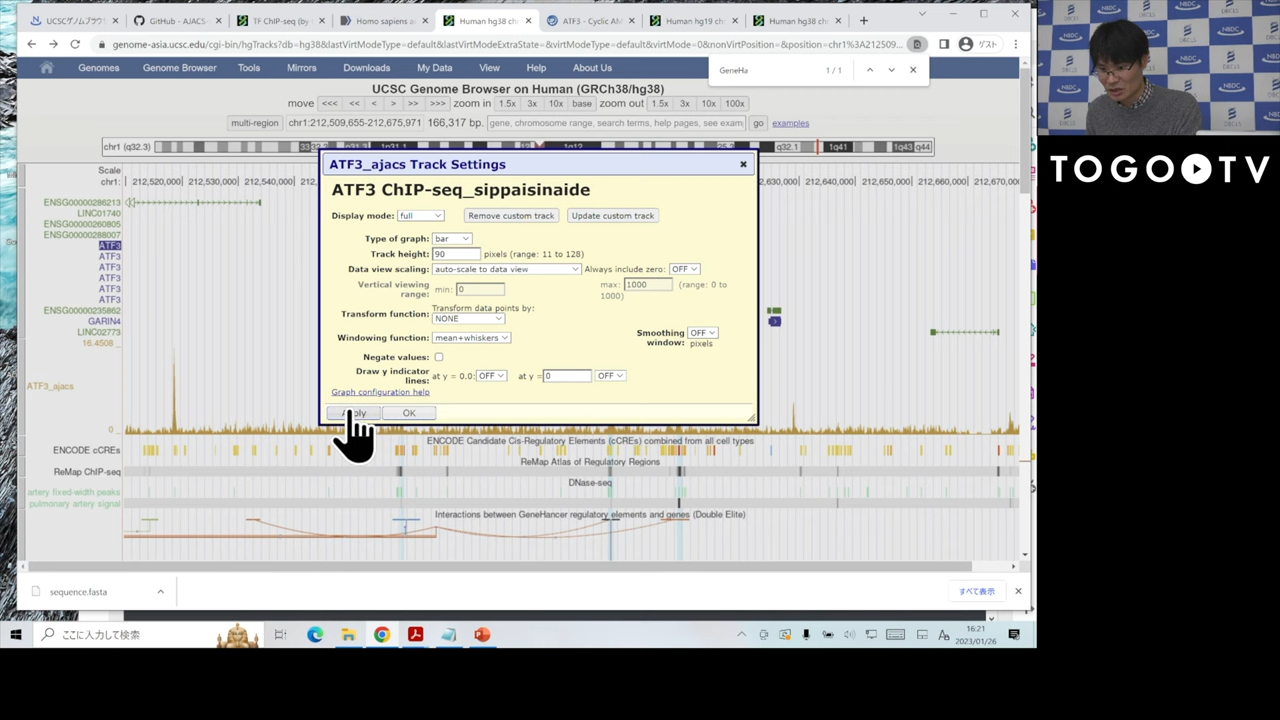 UCSCゲノムブラウ
GitHub - AJACS-
TF ChIP-seq (by
Homo sapiens ac
Human hg38 chr
ATF3 - Cyclic AM
Human hg19 chr
Human hg38 chr
genome-asia.ucsc.edu/cgi-bin/hgTracks?db=hg38&lastVirtModeType=default&lastVirtModeExtraState=&virtModeType=default&virtMode=0&nonVirtPosition=&position=chr1%3A212509...
ゲスト
Genomes Genome Browser Tools Mirrors Downloads My Data View Help About Us
GeneHa 1/1
UCSC Genome Browser on Human (GRCh38/hg38)
move <<< << < > >> >>> zoom in 1.5x 3x 10x base zoom out 1.5x 3x 10x 100x
multi-region chr1:212,509,655-212,675,971 166,317 bp. gene, chromosome range, search terms, help pages, see exam go examples
chr1 (q32.3) q32.1 1q41 1q43 q44
Scale
chr1: 212,520,000 212,530,000 212,540,000 212,640,000 212,650,000 212,660,000 212,670,000
ENSG00000286213
LINC01740
ENSG00000260805
ENSG00000288007
ATF3
ATF3
ATF3
ATF3
ATF3
ATF3
ENSG00000235862
GARIN4
LINC02773
16.4508 _
ATF3_ajacs
0 _
ATF3_ajacs Track Settings
ATF3 ChIP-seq_sippaisinaide
Display mode: full Remove custom track Update custom track
Type of graph: bar
Track height: 90 pixels (range: 11 to 128)
Data view scaling: auto-scale to data view Always include zero: OFF
Vertical viewing range: min: 0 max: 1000 (range: 0 to 1000)
Transform function: Transform data points by:
NONE
Windowing function: mean+whiskers Smoothing window: OFF pixels
Negate values:
Draw y indicator lines: at y = 0.0: OFF at y = 0 OFF
Graph configuration help
OK
ENCODE Candidate Cis-Regulatory Elements (cCREs) combined from all cell types
ENCODE cCREs
ReMap Atlas of Regulatory Regions
ReMap ChIP-seq
DNase-seq
artery fixed-width peaks
pulmonary artery signal
Interactions between GeneHancer regulatory elements and genes (Double Elite)
sequence.fasta
すべて表示
ここに入力して検索
16:21
2023/01/26
NBDC
DBCLS
TOGO TV